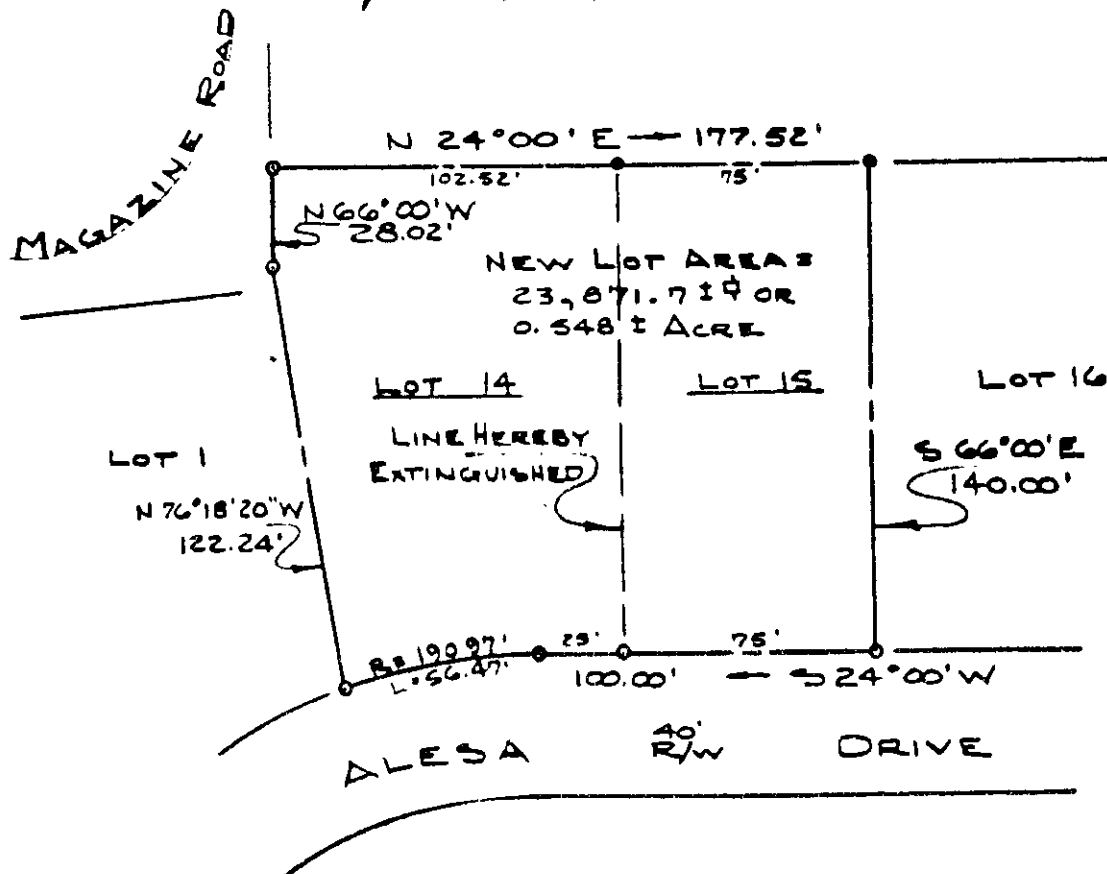 MAGAZINE ROAD
N 24°00' E → 177.52'
102.52'
75'
N 66°00' W
28.02'
NEW LOT AREA =
23,871.7 ± ⏍ OR
0.548 ± ACRE
LOT 14
LOT 15
LOT 16
LINE HEREBY
EXTINGUISHED
S 66°00' E
140.00'
LOT 1
N 76°18'20" W
122.24'
R= 190.97'
L= 56.47'
25'
75'
100.00' ← S 24°00' W
ALESA 40' R/W DRIVE